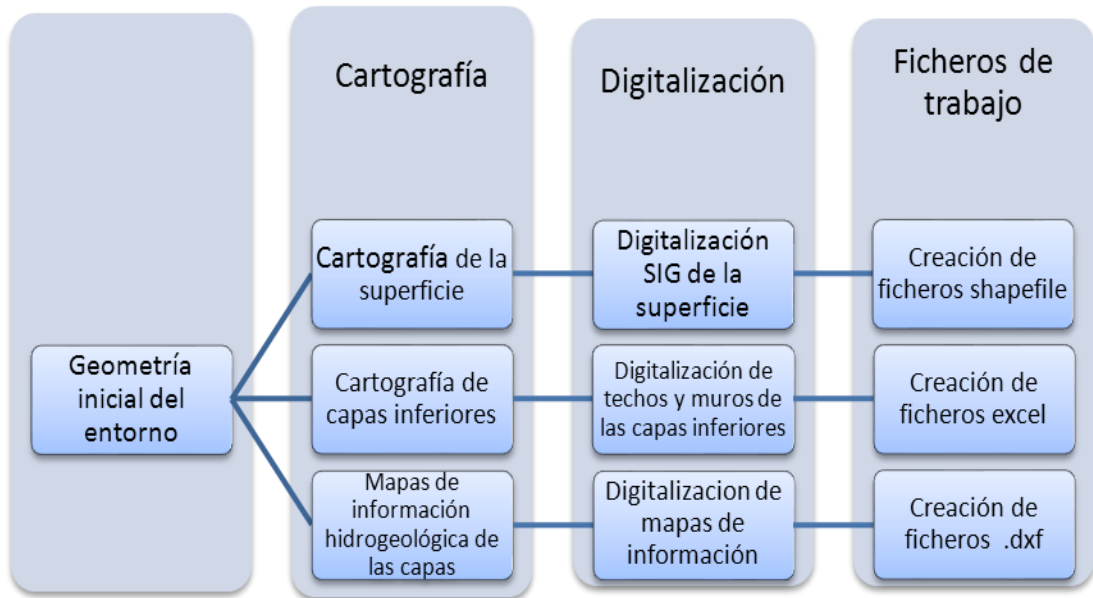 Cartografía
Digitalización
Ficheros de
trabajo
Geometría
inicial del
entorno
Cartografía de la
superficie
Digitalización
SIG de la
superficie
Creación de
ficheros shapefile
Cartografía de
capas inferiores
Digitalización de
techos y muros de
las capas inferiores
Creación de
ficheros excel
Mapas de
información
hidrogeológica de
las capas
Digitalizacion de
mapas de
información
Creación de
ficheros .dxf